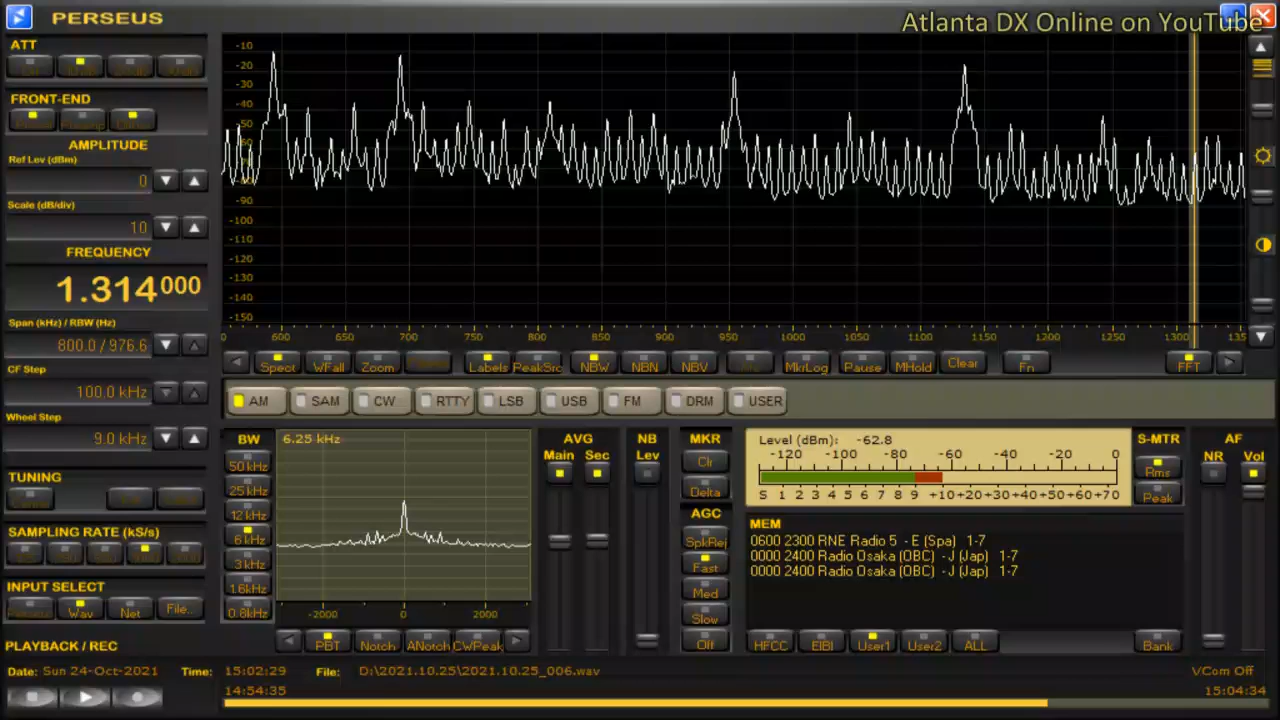 PERSEUS
Atlanta DX Online on YouTube
ATT
FRONT-END
AMPLITUDE
Ref Lev (dBm)
0
Scale (dB/div)
10
FREQUENCY
1.314000
Span (kHz) / RBW (Hz)
800.0 / 976.6
CF Step
100.0 kHz
Wheel Step
9.0 kHz
TUNING
SAMPLING RATE (kS/s)
INPUT SELECT
Wav Net File..
PLAYBACK / REC
-10
-20
-30
-40
-50
-60
-70
-80
-90
-100
-110
-120
-130
-140
-150
600 650 700 750 800 850 900 950 1000 1050 1100 1150 1200 1250 1300
Spect WFall Zoom Labels PeakSrc NBW NBN NBV MkrLog Pause MHold Clear Fn FFT
AM SAM CW RTTY LSB USB FM DRM USER
BW
50 kHz
25 kHz
12 kHz
6 kHz
3 kHz
1.6kHz
0.8kHz
6.25 kHz
-2000 0 2000
PBT Notch ANotch CWPeak
AVG
Main Sec
NB
Lev
MKR
Clr
Delta
AGC
SpkRej
Fast
Med
Slow
Off
Level (dBm): -62.8
-120 -100 -80 -60 -40 -20 0
S 1 2 3 4 5 6 7 8 9 +10 +20 +30 +40 +50 +60 +70
S-MTR
Rms
Peak
AF
NR Vol
MEM
0600 2300 RNE Radio 5 - E (Spa) 1-7
0000 2400 Radio Osaka (OBC) - J (Jap) 1-7
0000 2400 Radio Osaka (OBC) - J (Jap) 1-7
HFCC EIBI User1 User2 ALL Bank
Date: Sun 24-Oct-2021 Time: 15:02:29 File: D:\2021.10.25\2021.10.25_006.wav VCom Off
14:54:35 15:04:34